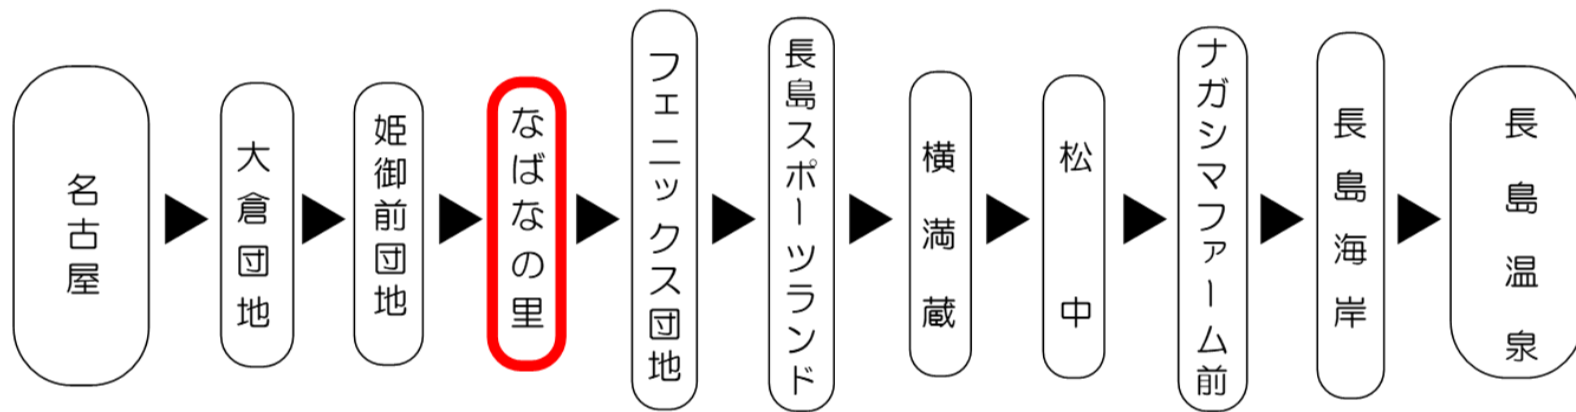 名古屋
大倉団地
姫御前団地
なばなの里
フェニックス団地
長島スポーツランド
横満蔵
松中
ナガシマファーム前
長島海岸
長島温泉